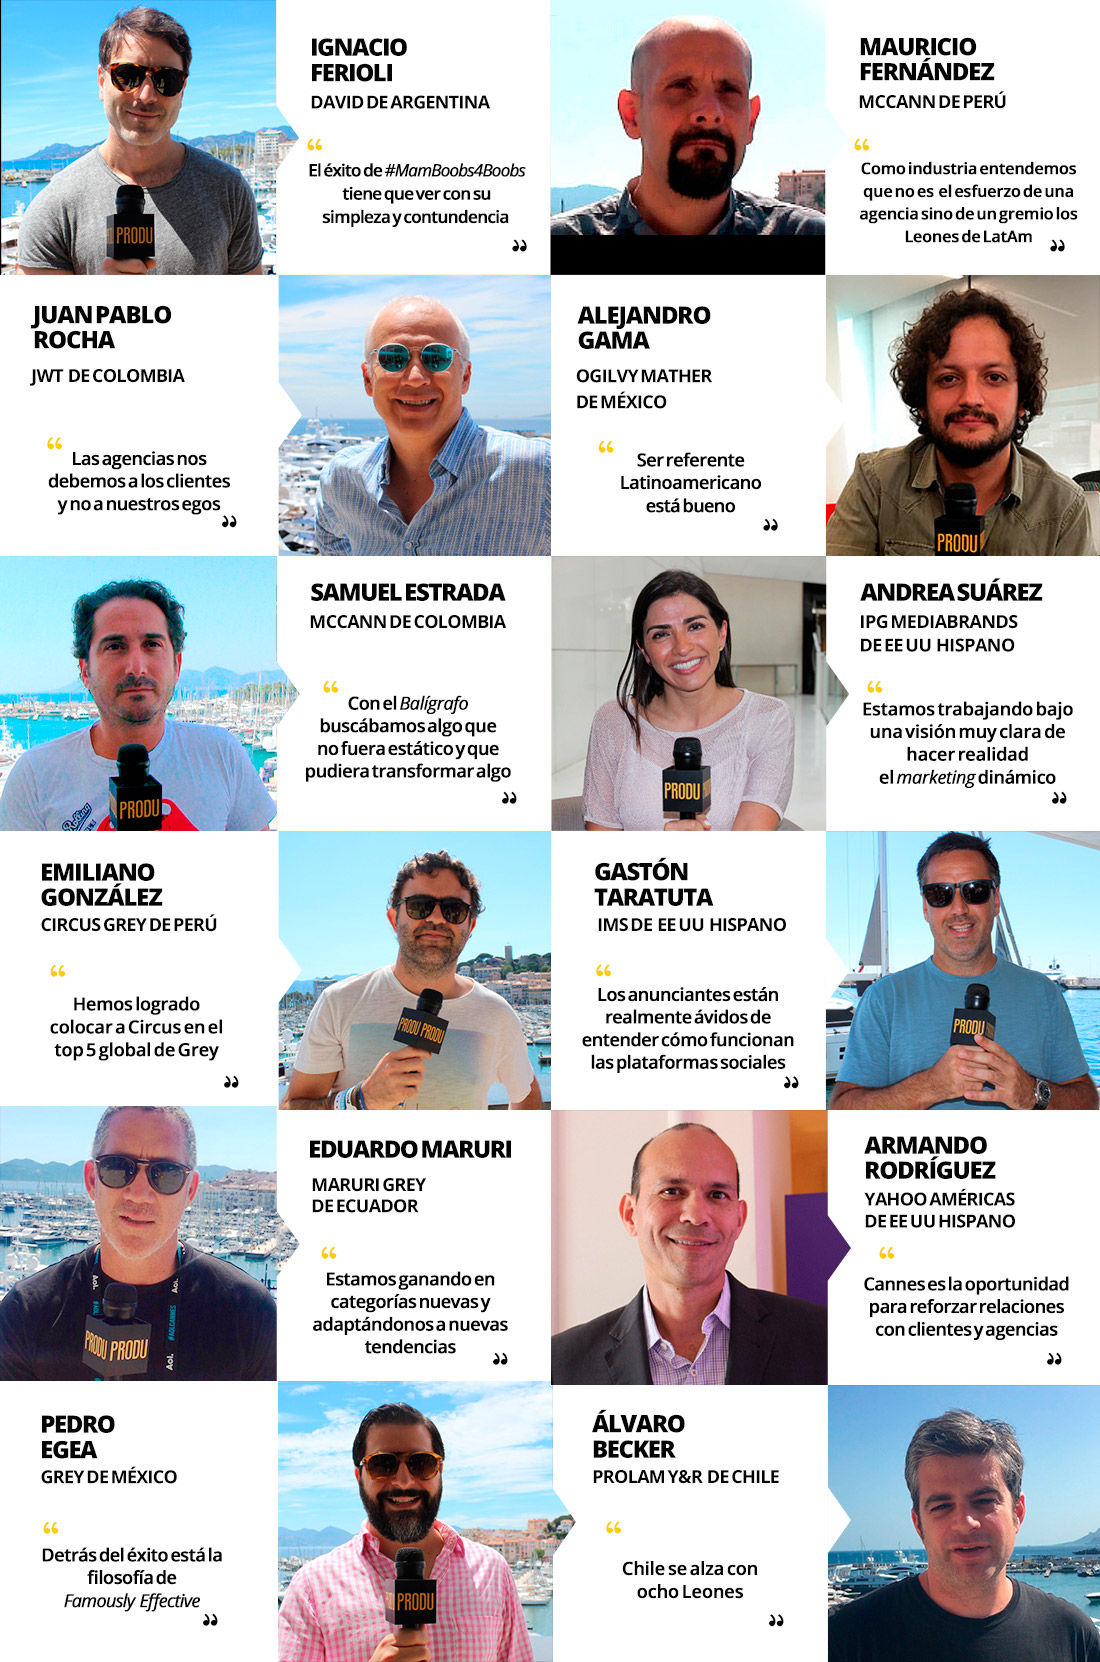 IGNACIO
FERIOLI
DAVID DE ARGENTINA
“
El éxito de #MamBoobs4Boobs
tiene que ver con su
simpleza y contundencia
”
PRODU
MAURICIO
FERNÁNDEZ
MCCANN DE PERÚ
“
Como industria entendemos
que no es el esfuerzo de una
agencia sino de un gremio los
Leones de LatAm
”
JUAN PABLO
ROCHA
JWT DE COLOMBIA
“
Las agencias nos
debemos a los clientes
y no a nuestros egos
”
ALEJANDRO
GAMA
OGILVY MATHER
DE MÉXICO
“
Ser referente
Latinoamericano
está bueno
”
PRODU
SAMUEL ESTRADA
MCCANN DE COLOMBIA
“
Con el Balígrafo
buscábamos algo que
no fuera estático y que
pudiera transformar algo
”
PRODU
ANDREA SUÁREZ
IPG MEDIABRANDS
DE EE UU HISPANO
“
Estamos trabajando bajo
una visión muy clara de
hacer realidad
el marketing dinámico
”
PRODU
EMILIANO
GONZÁLEZ
CIRCUS GREY DE PERÚ
“
Hemos logrado
colocar a Circus en el
top 5 global de Grey
”
PRODU PRODU
GASTÓN
TARATUTA
IMS DE EE UU HISPANO
“
Los anunciantes están
realmente ávidos de
entender cómo funcionan
las plataformas sociales
”
PRODU
EDUARDO MARURI
MARURI GREY
DE ECUADOR
“
Estamos ganando en
categorías nuevas y
adaptándonos a nuevas
tendencias
”
Aol.
#AOLCANNES
Aol.
Aol.
PRODU PRODU
ARMANDO
RODRÍGUEZ
YAHOO AMÉRICAS
DE EE UU HISPANO
“
Cannes es la oportunidad
para reforzar relaciones
con clientes y agencias
”
PEDRO
EGEA
GREY DE MÉXICO
“
Detrás del éxito está la
filosofía de
Famously Effective
”
PRODU
ÁLVARO
BECKER
PROLAM Y&R DE CHILE
“
Chile se alza con
ocho Leones
”